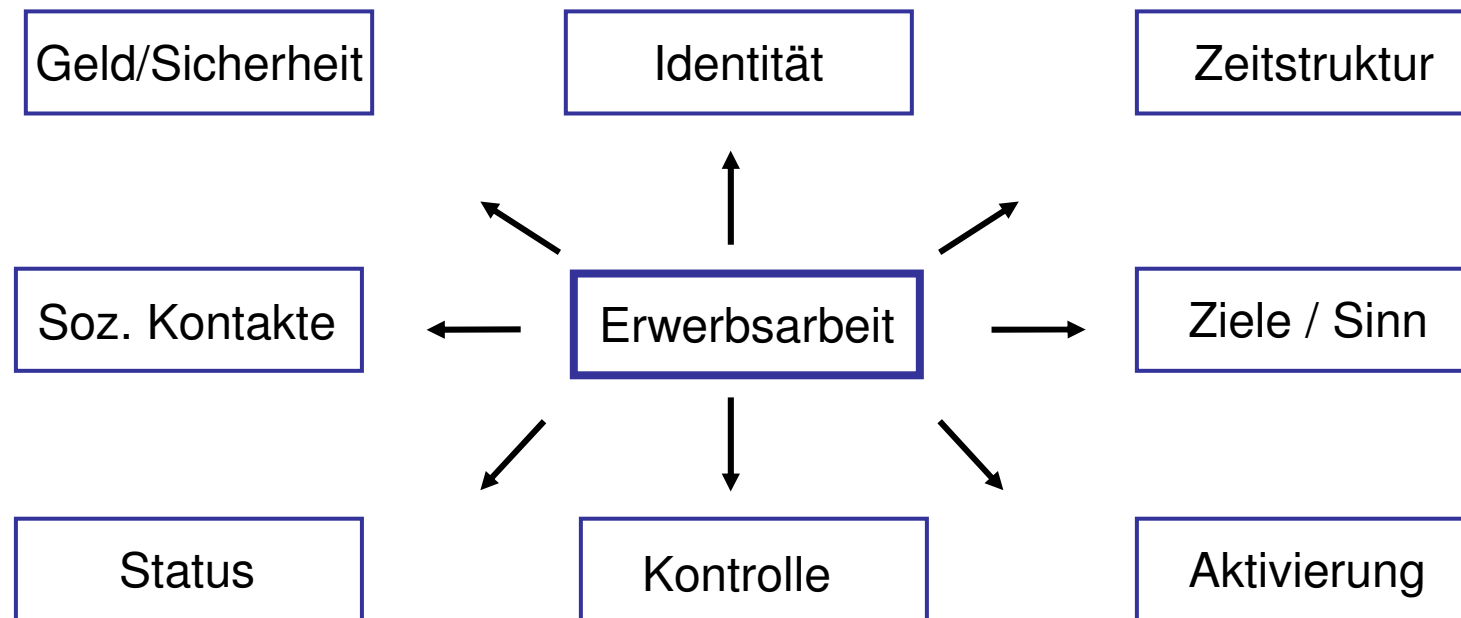 Geld/Sicherheit
Identität
Zeitstruktur
Soz. Kontakte
Erwerbsarbeit
Ziele / Sinn
Status
Kontrolle
Aktivierung